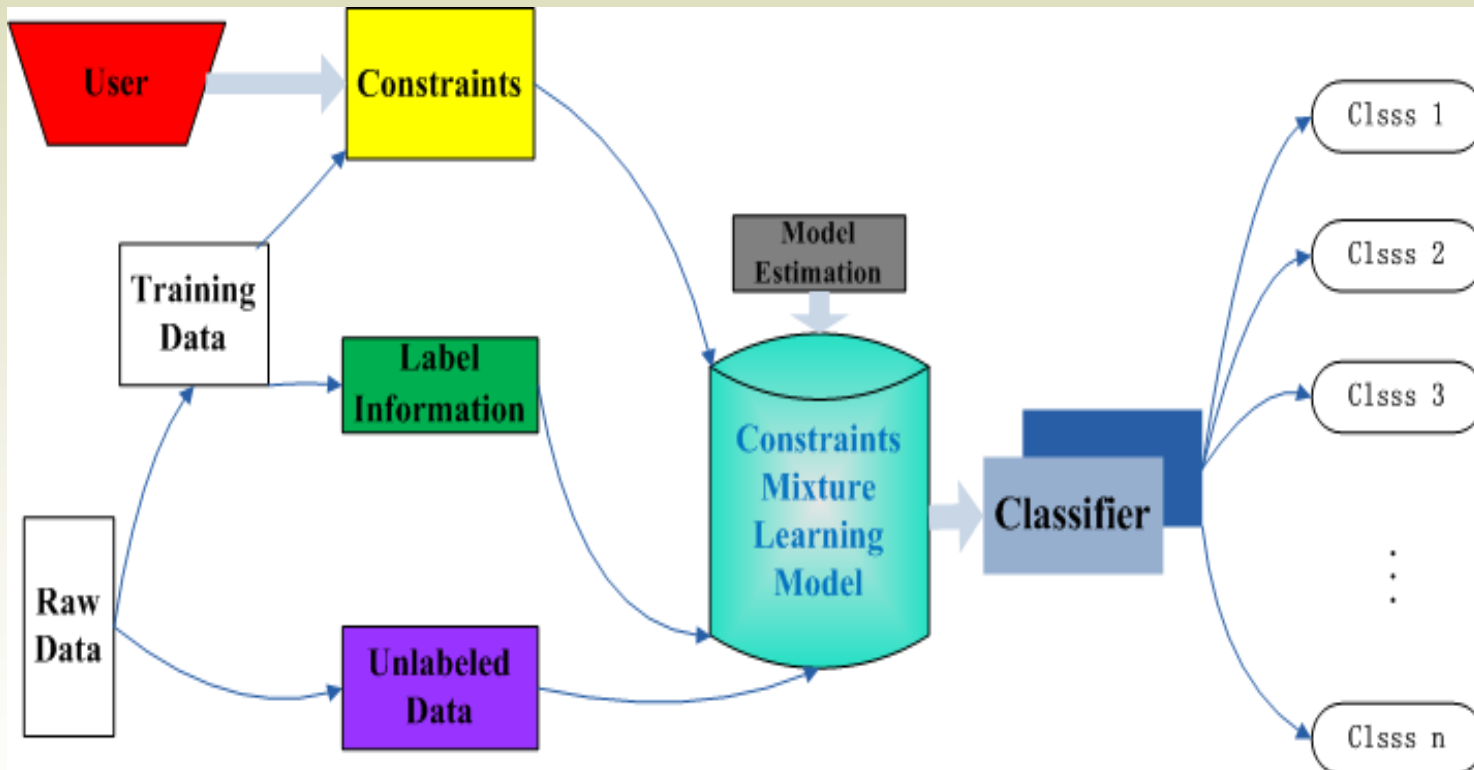 User
Constraints
Training
Data
Label
Information
Raw
Data
Unlabeled
Data
Model
Estimation
Constraints
Mixture
Learning
Model
Classifier
Clsss 1
Clsss 2
Clsss 3
Clsss n